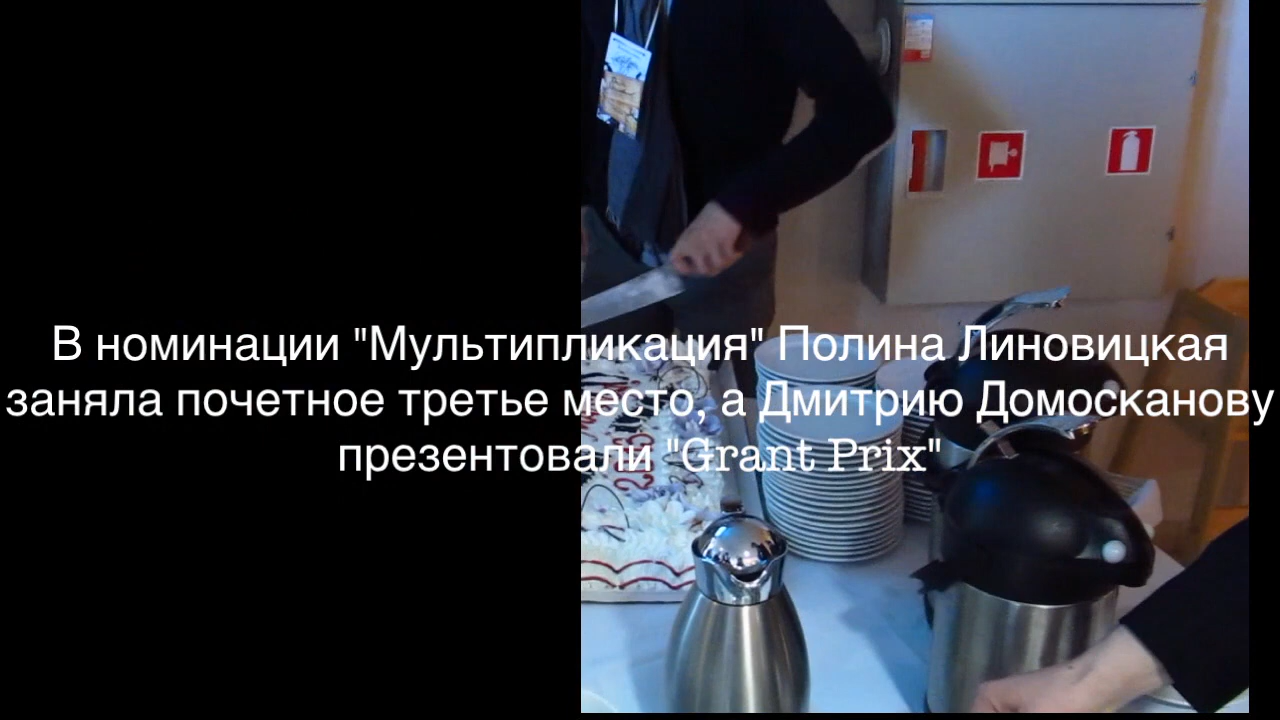 В номинации "Мультипликация" Полина Линовицкая
заняла почетное третье место, а Дмитрию Домосканову
презентовали "Grant Prix"